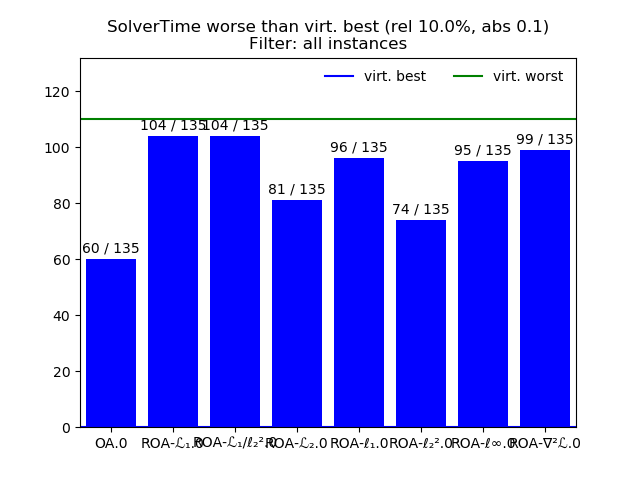 SolverTime worse than virt. best (rel 10.0%, abs 0.1)
Filter: all instances
virt. best
virt. worst
120
100
80
60
40
20
0
60 / 135
104 / 135
104 / 135
81 / 135
96 / 135
74 / 135
95 / 135
99 / 135
OA.0
ROA-ℒ₁.0
ROA-ℒ₁/ℓ₂².0
ROA-ℒ₂.0
ROA-ℓ₁.0
ROA-ℓ₂².0
ROA-ℓ∞.0
ROA-∇²ℒ.0